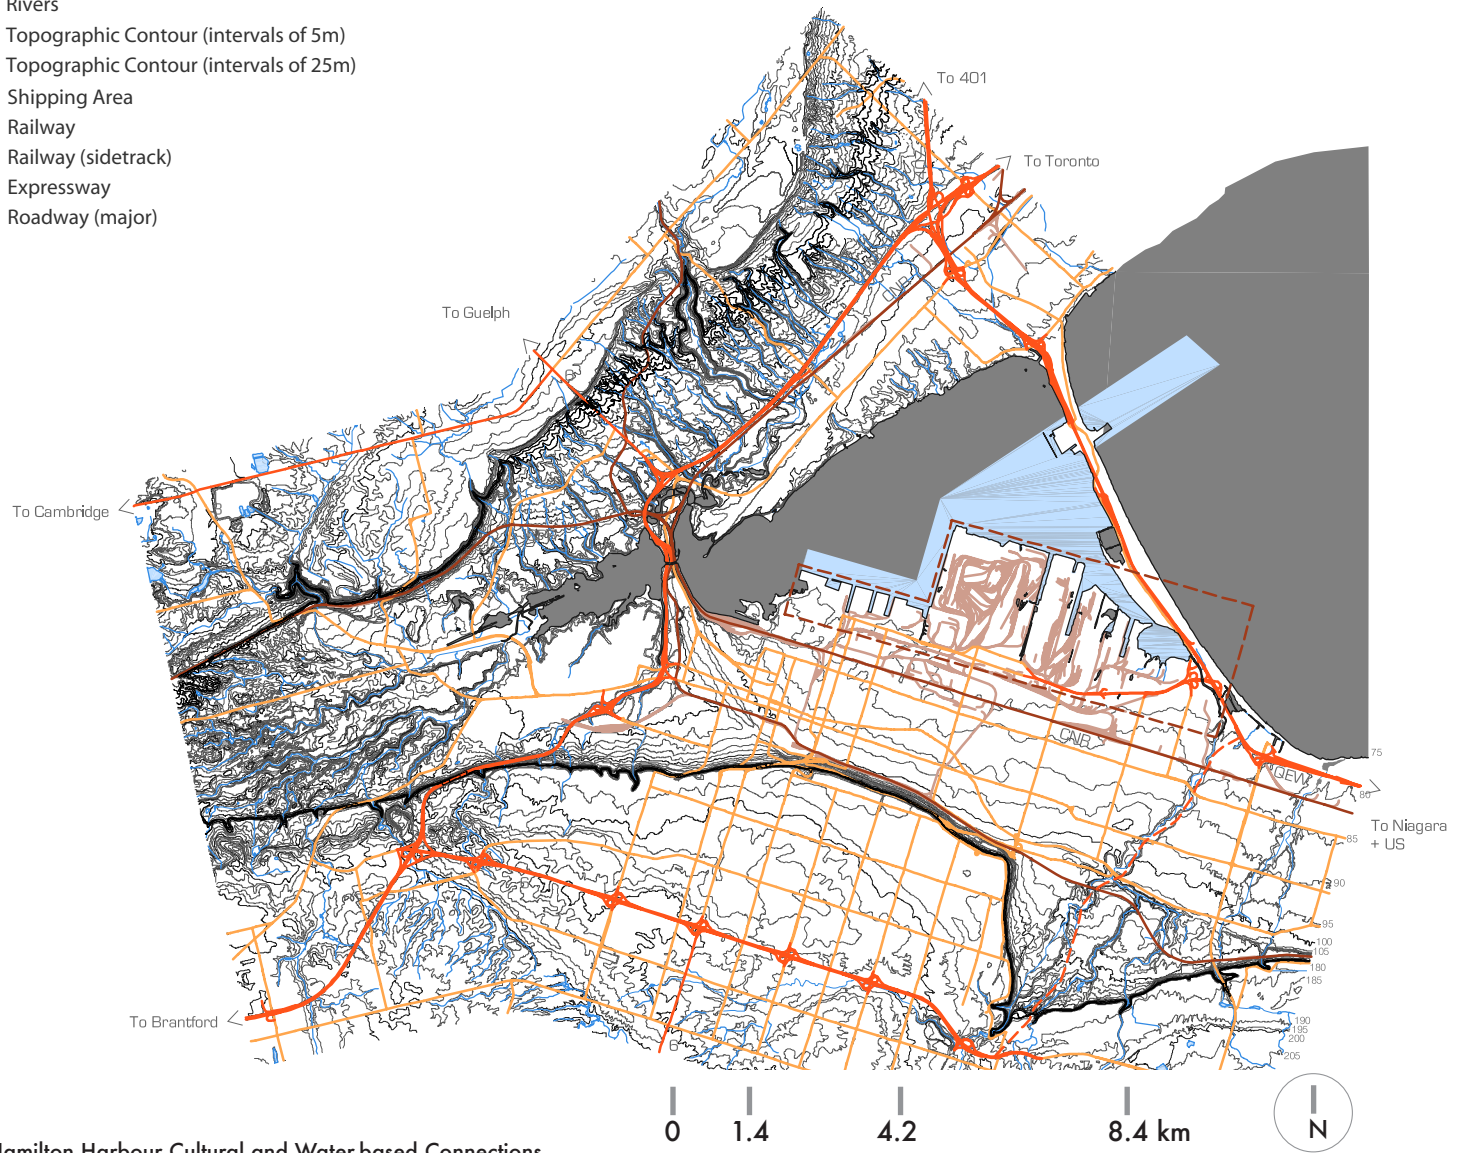 Rivers
Topographic Contour (intervals of 5m)
Topographic Contour (intervals of 25m)
Shipping Area
Railway
Railway (sidetrack)
Expressway
Roadway (major)
To 401
To Toronto
To Guelph
To Cambridge
CNR
CNR
QEW
75
80
To Niagara
+ US
85
90
95
100
105
180
185
To Brantford
190
195
200
205
6
0
1.4
4.2
8.4 km
N
Hamilton Harbour Cultural and Water based Connections